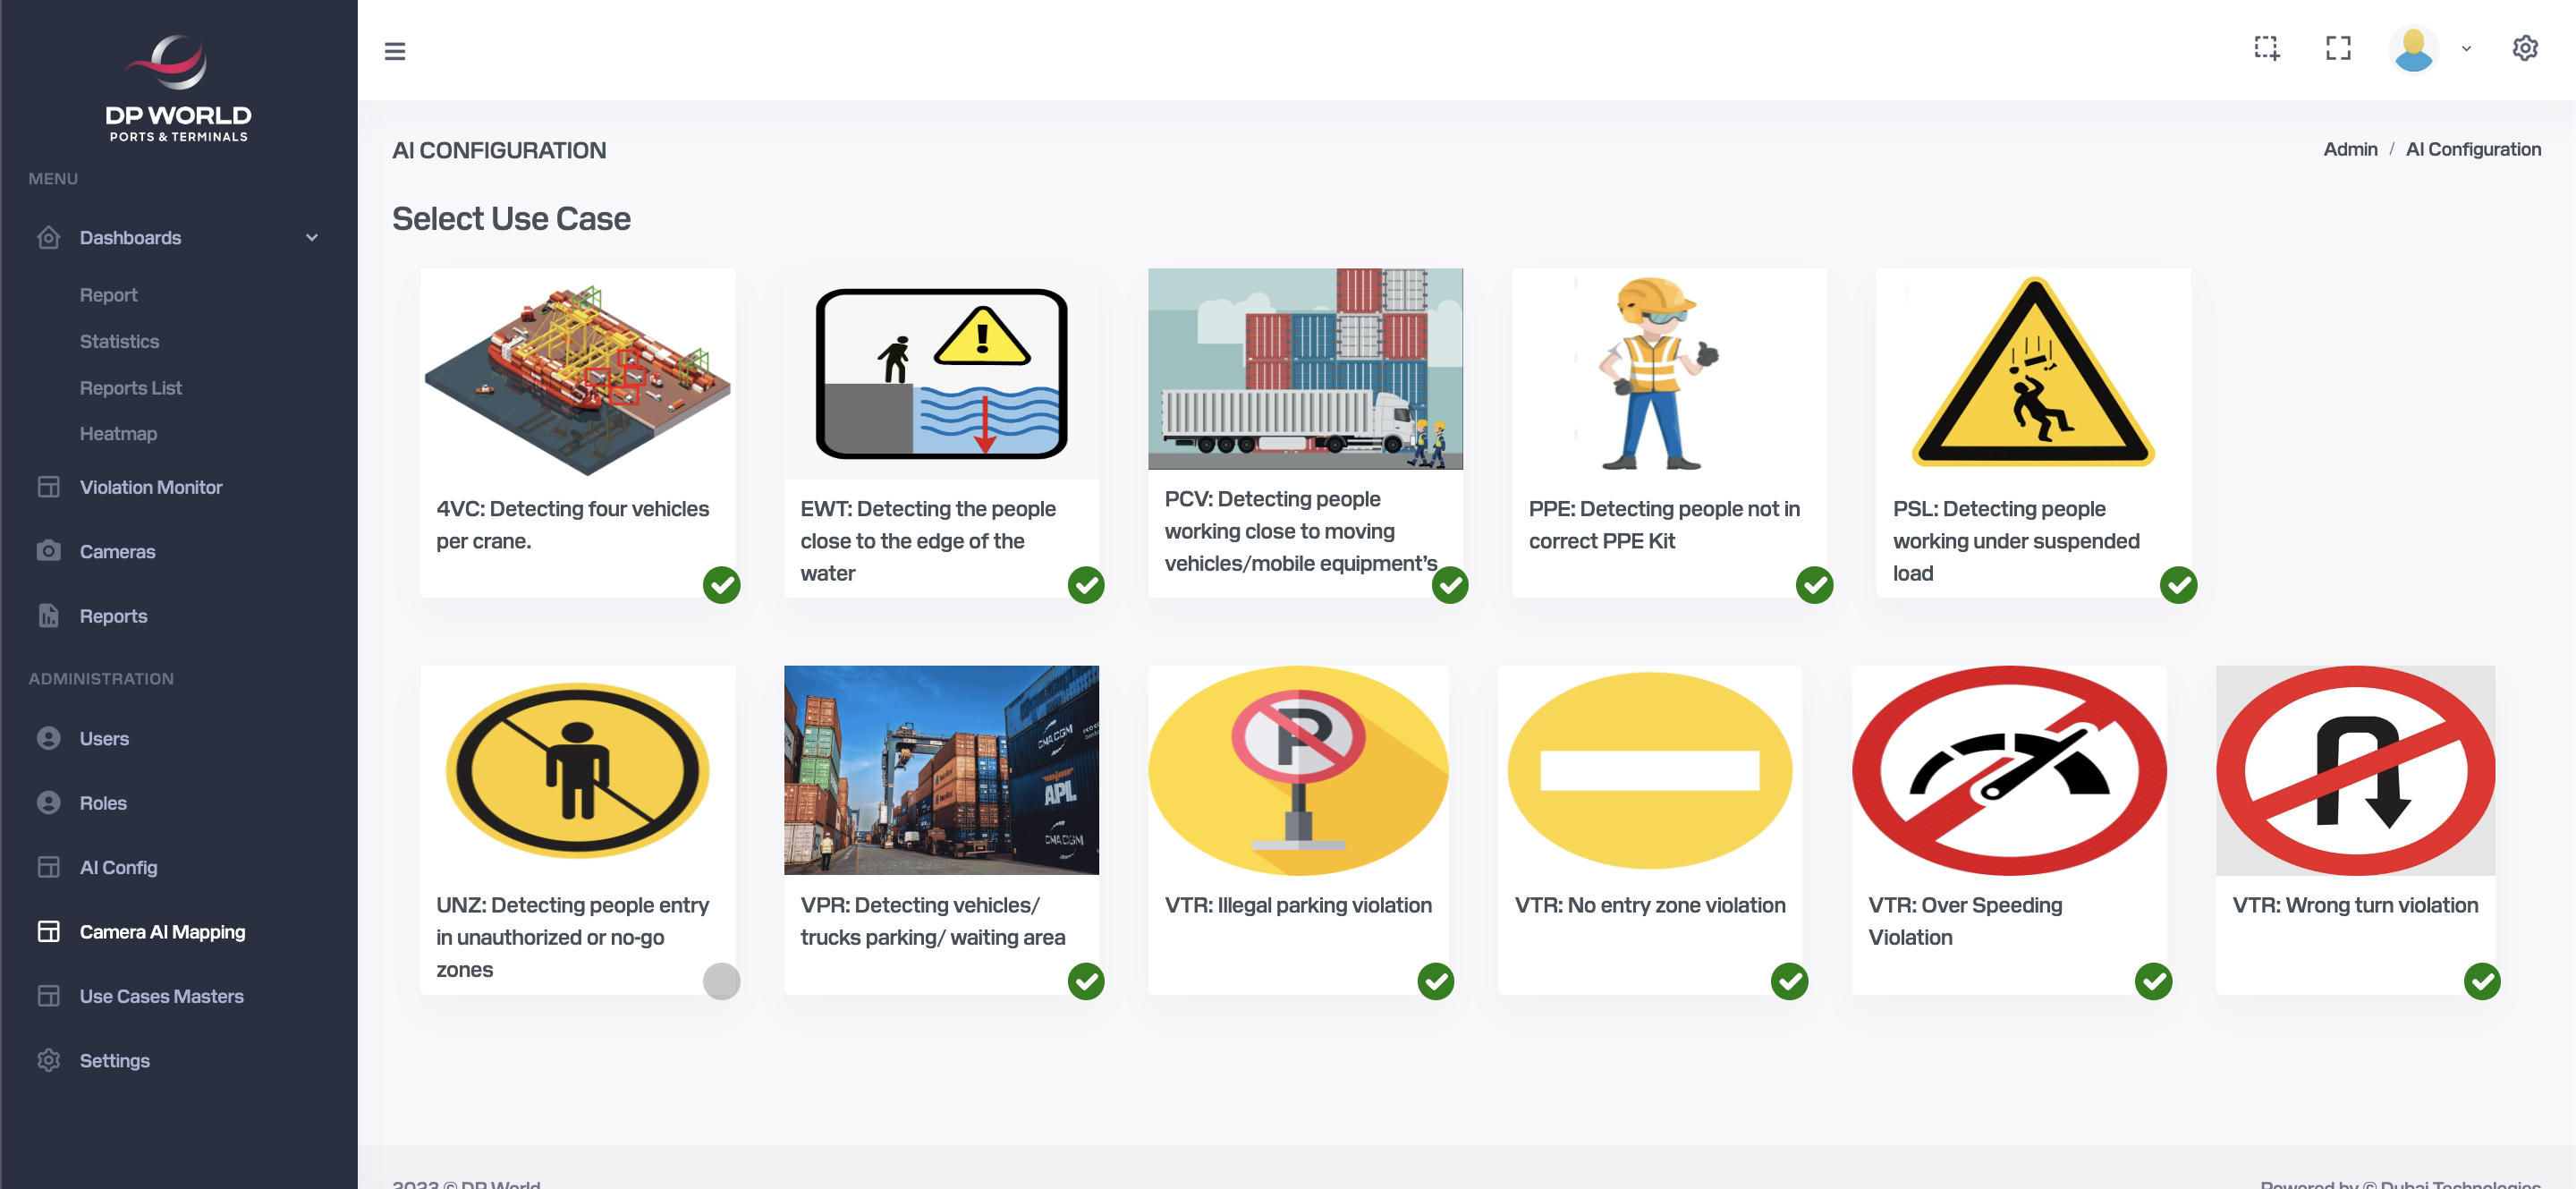 DP WORLD
PORTS & TERMINALS
MENU
Dashboards
Report
Statistics
Reports List
Heatmap
Violation Monitor
Cameras
Reports
ADMINISTRATION
Users
Roles
AI Config
Camera AI Mapping
Use Cases Masters
Settings
AI CONFIGURATION
Admin / AI Configuration
Select Use Case
4VC: Detecting four vehicles
per crane.
EWT: Detecting the people
close to the edge of the
water
PCV: Detecting people
working close to moving
vehicles/mobile equipment's
PPE: Detecting people not in
correct PPE Kit
PSL: Detecting people
working under suspended
load
UNZ: Detecting people entry
in unauthorized or no-go
zones
CMA CGM
APL
CMA CGM
VPR: Detecting vehicles/
trucks parking/ waiting area
P
VTR: Illegal parking violation
VTR: No entry zone violation
VTR: Over Speeding
Violation
VTR: Wrong turn violation
2023 © DP World
Powered by © Dubai Technologies